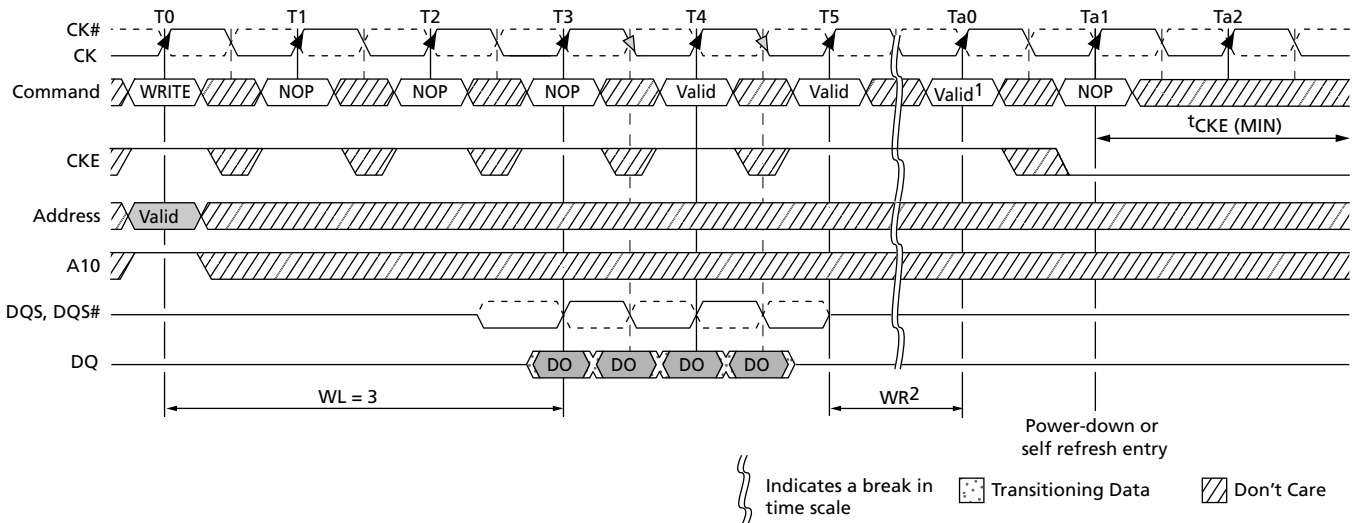 T0 T1 T2 T3 T4 T5 Ta0 Ta1 Ta2
CK#
CK
Command WRITE NOP NOP NOP Valid Valid Valid1 NOP
tCKE (MIN)
CKE
Address Valid
A10
DQS, DQS#
DQ DO DO DO DO
WL = 3 WR2
Power-down or
self refresh entry
Indicates a break in
time scale
Transitioning Data
Don't Care